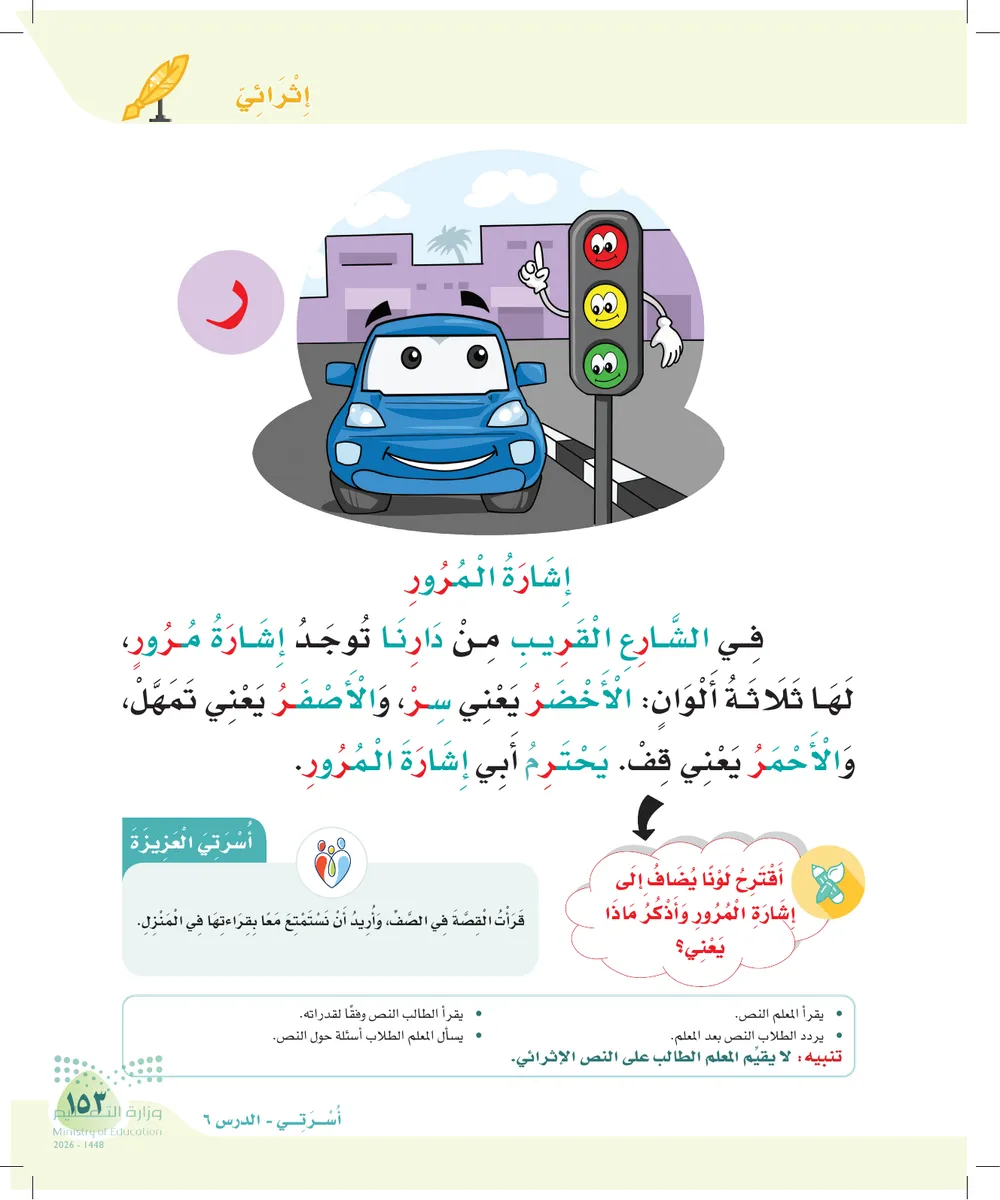 إِثْرَائِيّ
ر
إِشَارَةُ الْمُرُورِ
فِي الشَّارِعِ الْقَرِيبِ مِنْ دَارِنَا تُوجَدُ إِشَارَةُ مُرُورٍ،
لَهَا ثَلَاثَةُ أَلْوَانٍ: الْأَخْضَرُ يَعْنِي سِرْ، وَالْأَصْفَرُ يَعْنِي تَمَهَّلْ،
وَالْأَحْمَرُ يَعْنِي قِفْ. يَحْتَرِمُ أَبِي إِشَارَةَ الْمُرُورِ.
أَقْتَرِحُ لَوْنًا يُضَافُ إِلَى
إِشَارَةِ الْمُرُورِ وَأَذْكُرُ مَاذَا
يَعْنِي؟
أُسْرَتِيَ الْعَزِيزَةَ
قَرَأْتُ الْقِصَّةَ فِي الصَّفِّ، وَأُرِيدُ أَنْ نَسْتَمْتِعَ مَعًا بِقِرَاءتِهَا فِي الْمَنْزِلِ.
• يقرأ المعلم النص.
• يردد الطلاب النص بعد المعلم.
• يقرأ الطالب النص وفقًا لقدراته.
• يسأل المعلم الطلاب أسئلة حول النص.
تنبيه: لا يقيِّم المعلم الطالب على النص الإثرائي.
أُسْرَتِي - الدرس ٦
١٥٣
وزارة التعليم
Ministry of Education
2026 - 1448